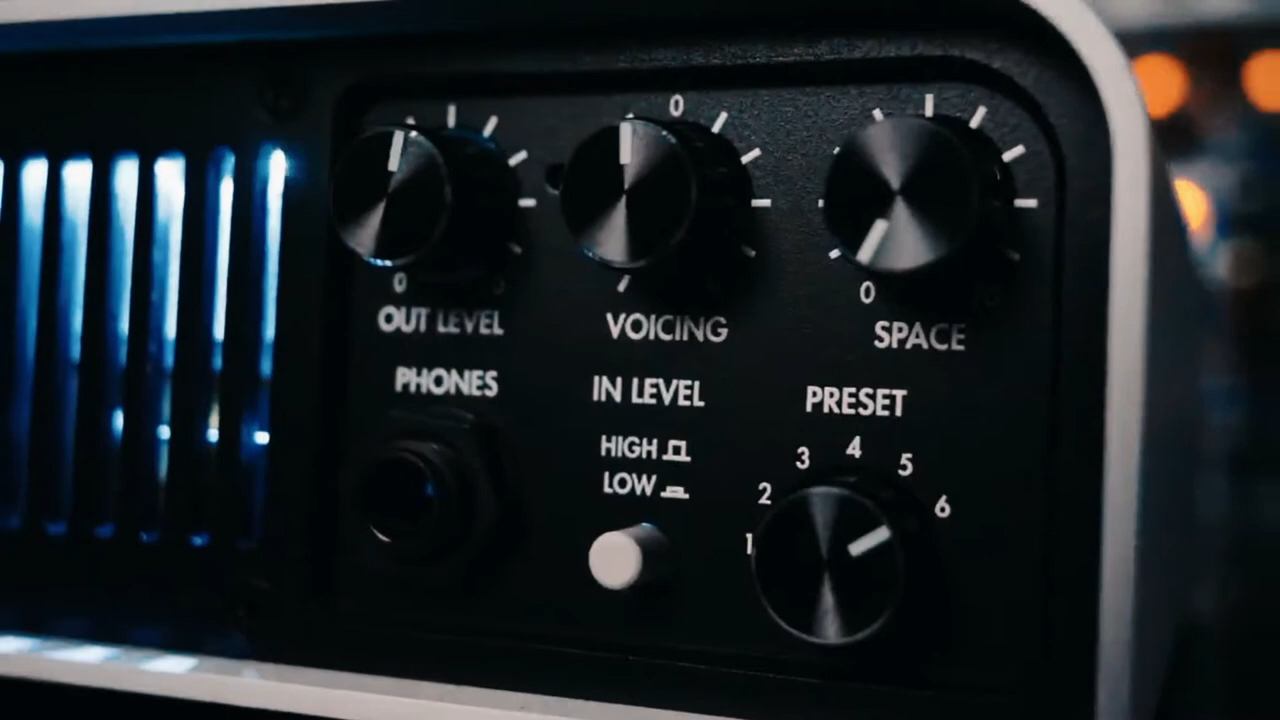 0
0
0
OUT LEVEL
VOICING
SPACE
PHONES
IN LEVEL
PRESET
HIGH
LOW
1 2 3 4 5 6